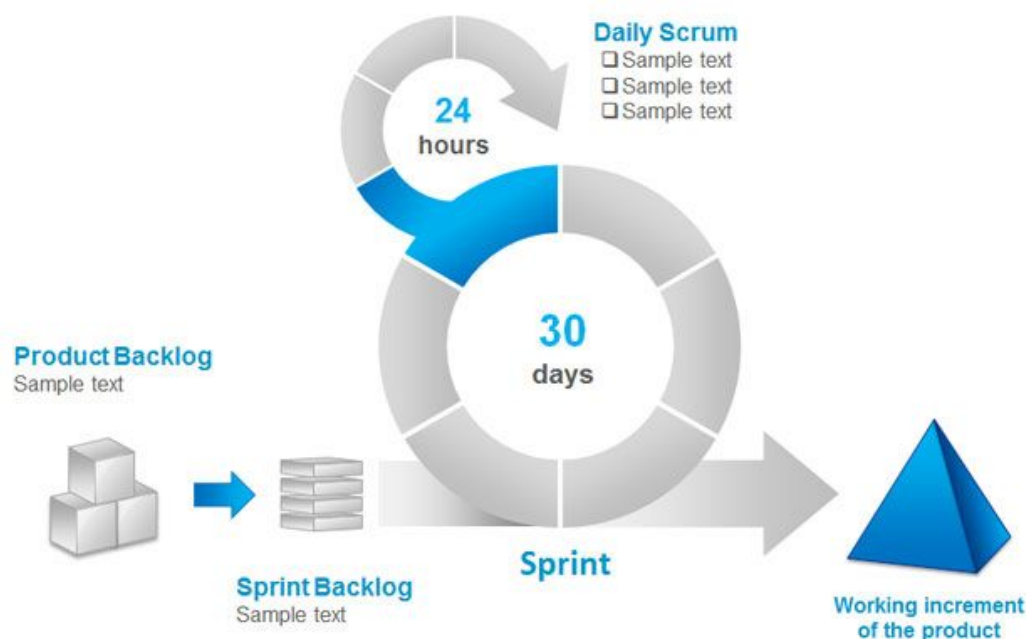 Daily Scrum
❑ Sample text
❑ Sample text
❑ Sample text
24
hours
30
days
Product Backlog
Sample text
Sprint Backlog
Sample text
Sprint
Working increment
of the product